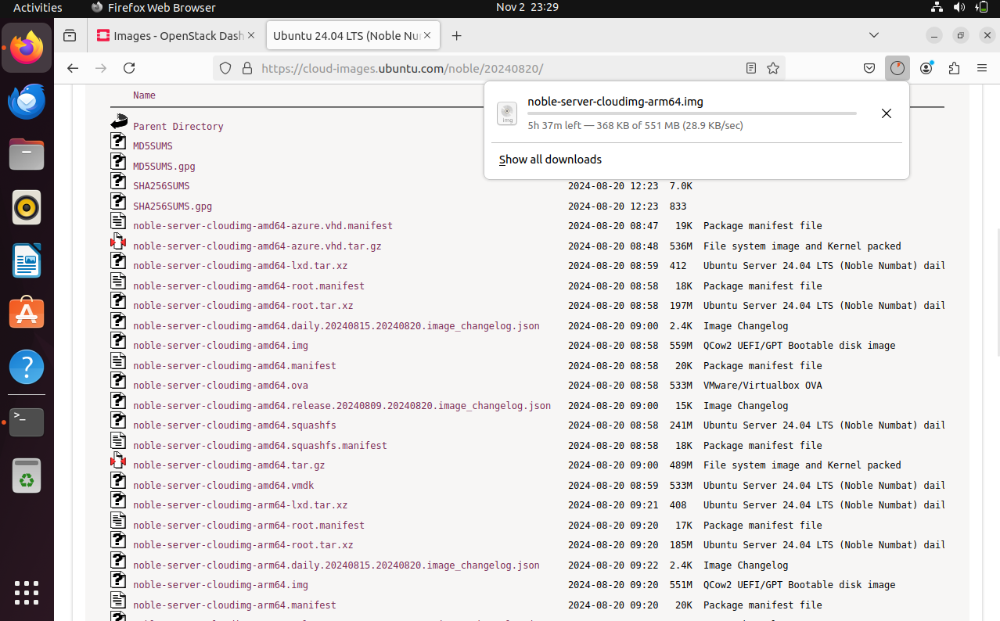 Activities Firefox Web Browser Nov 2 23:29
Images - OpenStack Dash Ubuntu 24.04 LTS (Noble Nu
https://cloud-images.ubuntu.com/noble/20240820/
noble-server-cloudimg-arm64.img
5h 37m left — 368 KB of 551 MB (28.9 KB/sec)
Show all downloads
Name
Parent Directory
MD5SUMS
MD5SUMS.gpg
SHA256SUMS 2024-08-20 12:23 7.0K
SHA256SUMS.gpg 2024-08-20 12:23 833
noble-server-cloudimg-amd64-azure.vhd.manifest 2024-08-20 08:47 19K Package manifest file
noble-server-cloudimg-amd64-azure.vhd.tar.gz 2024-08-20 08:48 536M File system image and Kernel packed
noble-server-cloudimg-amd64-lxd.tar.xz 2024-08-20 08:59 412 Ubuntu Server 24.04 LTS (Noble Numbat) dail
noble-server-cloudimg-amd64-root.manifest 2024-08-20 08:58 18K Package manifest file
noble-server-cloudimg-amd64-root.tar.xz 2024-08-20 08:58 197M Ubuntu Server 24.04 LTS (Noble Numbat) dail
noble-server-cloudimg-amd64.daily.20240815.20240820.image_changelog.json 2024-08-20 09:00 2.4K Image Changelog
noble-server-cloudimg-amd64.img 2024-08-20 08:58 559M QCow2 UEFI/GPT Bootable disk image
noble-server-cloudimg-amd64.manifest 2024-08-20 08:58 20K Package manifest file
noble-server-cloudimg-amd64.ova 2024-08-20 08:58 533M VMware/Virtualbox OVA
noble-server-cloudimg-amd64.release.20240809.20240820.image_changelog.json 2024-08-20 09:00 15K Image Changelog
noble-server-cloudimg-amd64.squashfs 2024-08-20 08:58 241M Ubuntu Server 24.04 LTS (Noble Numbat) dail
noble-server-cloudimg-amd64.squashfs.manifest 2024-08-20 08:58 18K Package manifest file
noble-server-cloudimg-amd64.tar.gz 2024-08-20 09:00 489M File system image and Kernel packed
noble-server-cloudimg-amd64.vmdk 2024-08-20 08:59 533M Ubuntu Server 24.04 LTS (Noble Numbat) dail
noble-server-cloudimg-arm64-lxd.tar.xz 2024-08-20 09:21 408 Ubuntu Server 24.04 LTS (Noble Numbat) dail
noble-server-cloudimg-arm64-root.manifest 2024-08-20 09:20 17K Package manifest file
noble-server-cloudimg-arm64-root.tar.xz 2024-08-20 09:20 185M Ubuntu Server 24.04 LTS (Noble Numbat) dail
noble-server-cloudimg-arm64.daily.20240815.20240820.image_changelog.json 2024-08-20 09:22 2.4K Image Changelog
noble-server-cloudimg-arm64.img 2024-08-20 09:20 551M QCow2 UEFI/GPT Bootable disk image
noble-server-cloudimg-arm64.manifest 2024-08-20 09:20 20K Package manifest file